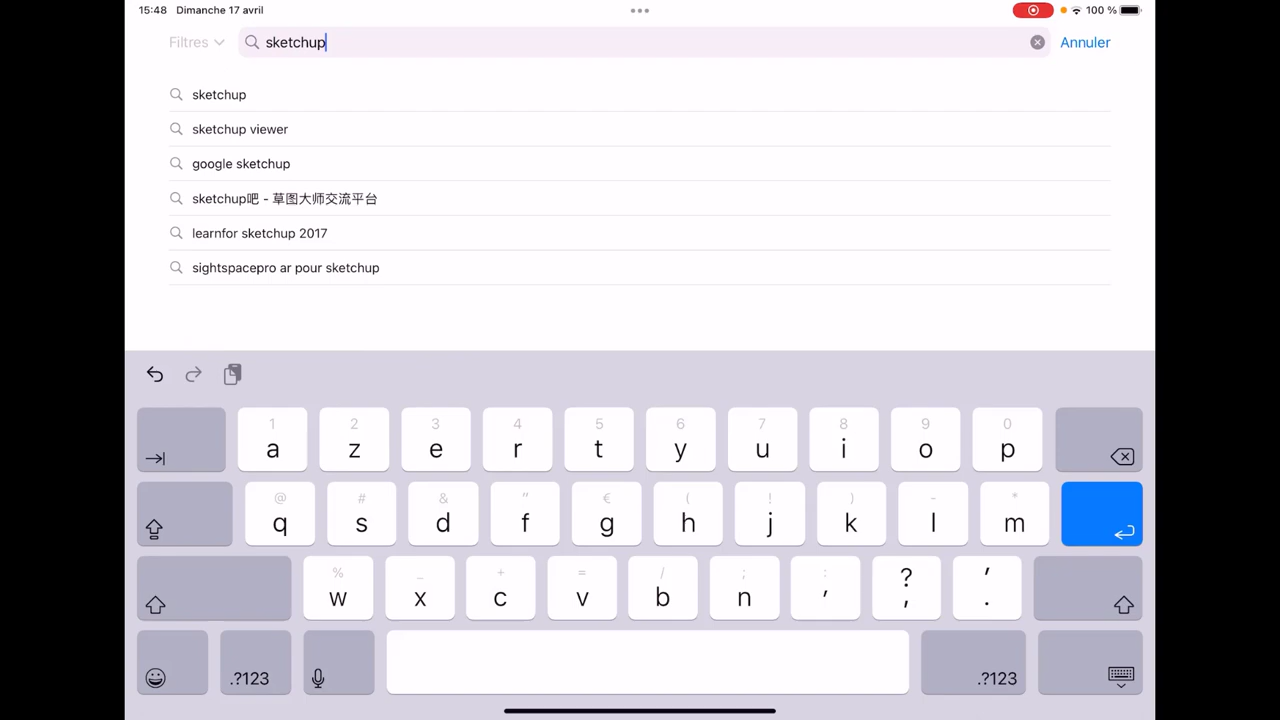 15:48 Dimanche 17 avril 100 %
Filtres sketchup Annuler
sketchup
sketchup viewer
google sketchup
sketchup吧 - 草图大师交流平台
learnfor sketchup 2017
sightspacepro ar pour sketchup
1 2 3 4 5 6 7 8 9 0
a z e r t y u i o p
@ # & " € ( ! ) - *
q s d f g h j k l m
% _ + = / ; : ? '
w x c v b n ' , .
.?123 .?123